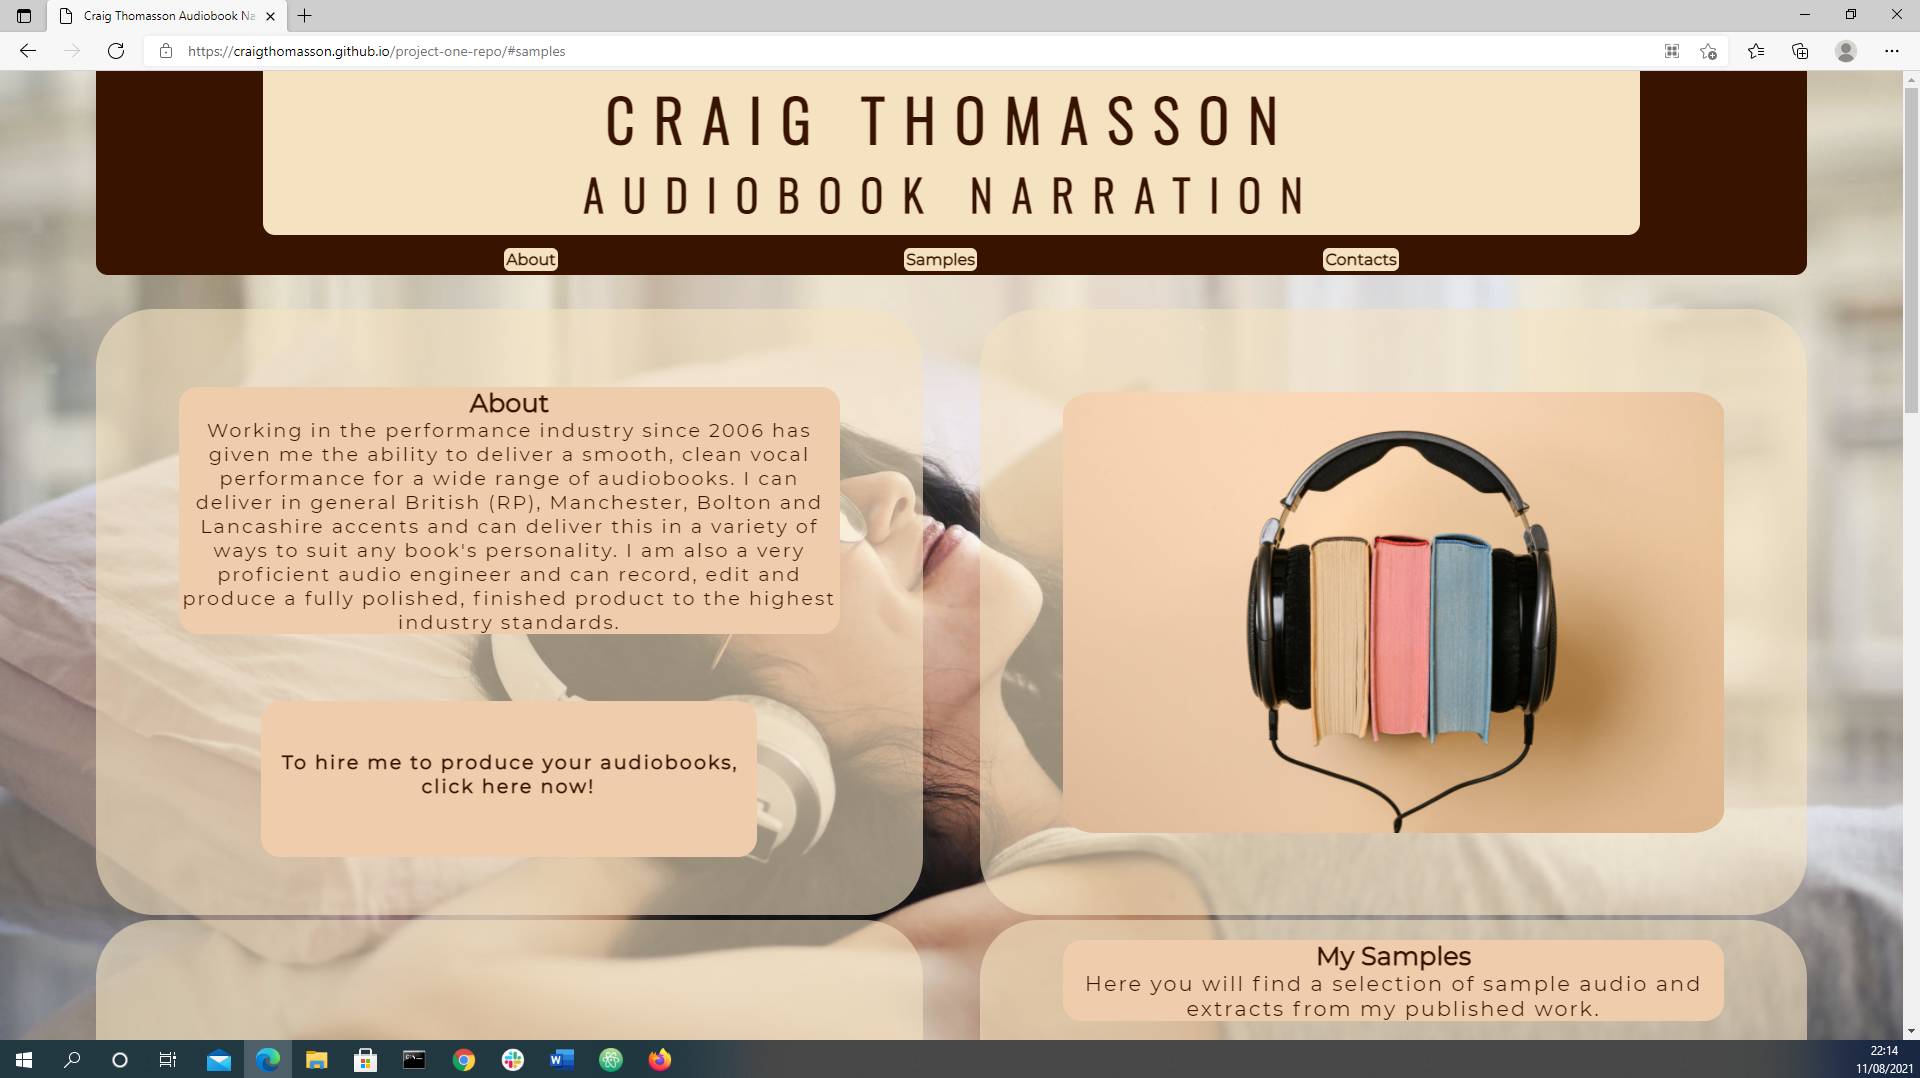 Craig Thomasson Audiobook Na
https://craigthomasson.github.io/project-one-repo/#samples
CRAIG THOMASSON
AUDIOBOOK NARRATION
About
Samples
Contacts
About
Working in the performance industry since 2006 has
given me the ability to deliver a smooth, clean vocal
performance for a wide range of audiobooks. I can
deliver in general British (RP), Manchester, Bolton and
Lancashire accents and can deliver this in a variety of
ways to suit any book's personality. I am also a very
proficient audio engineer and can record, edit and
produce a fully polished, finished product to the highest
industry standards.
To hire me to produce your audiobooks,
click here now!
My Samples
Here you will find a selection of sample audio and
extracts from my published work.
22:14
11/08/2021